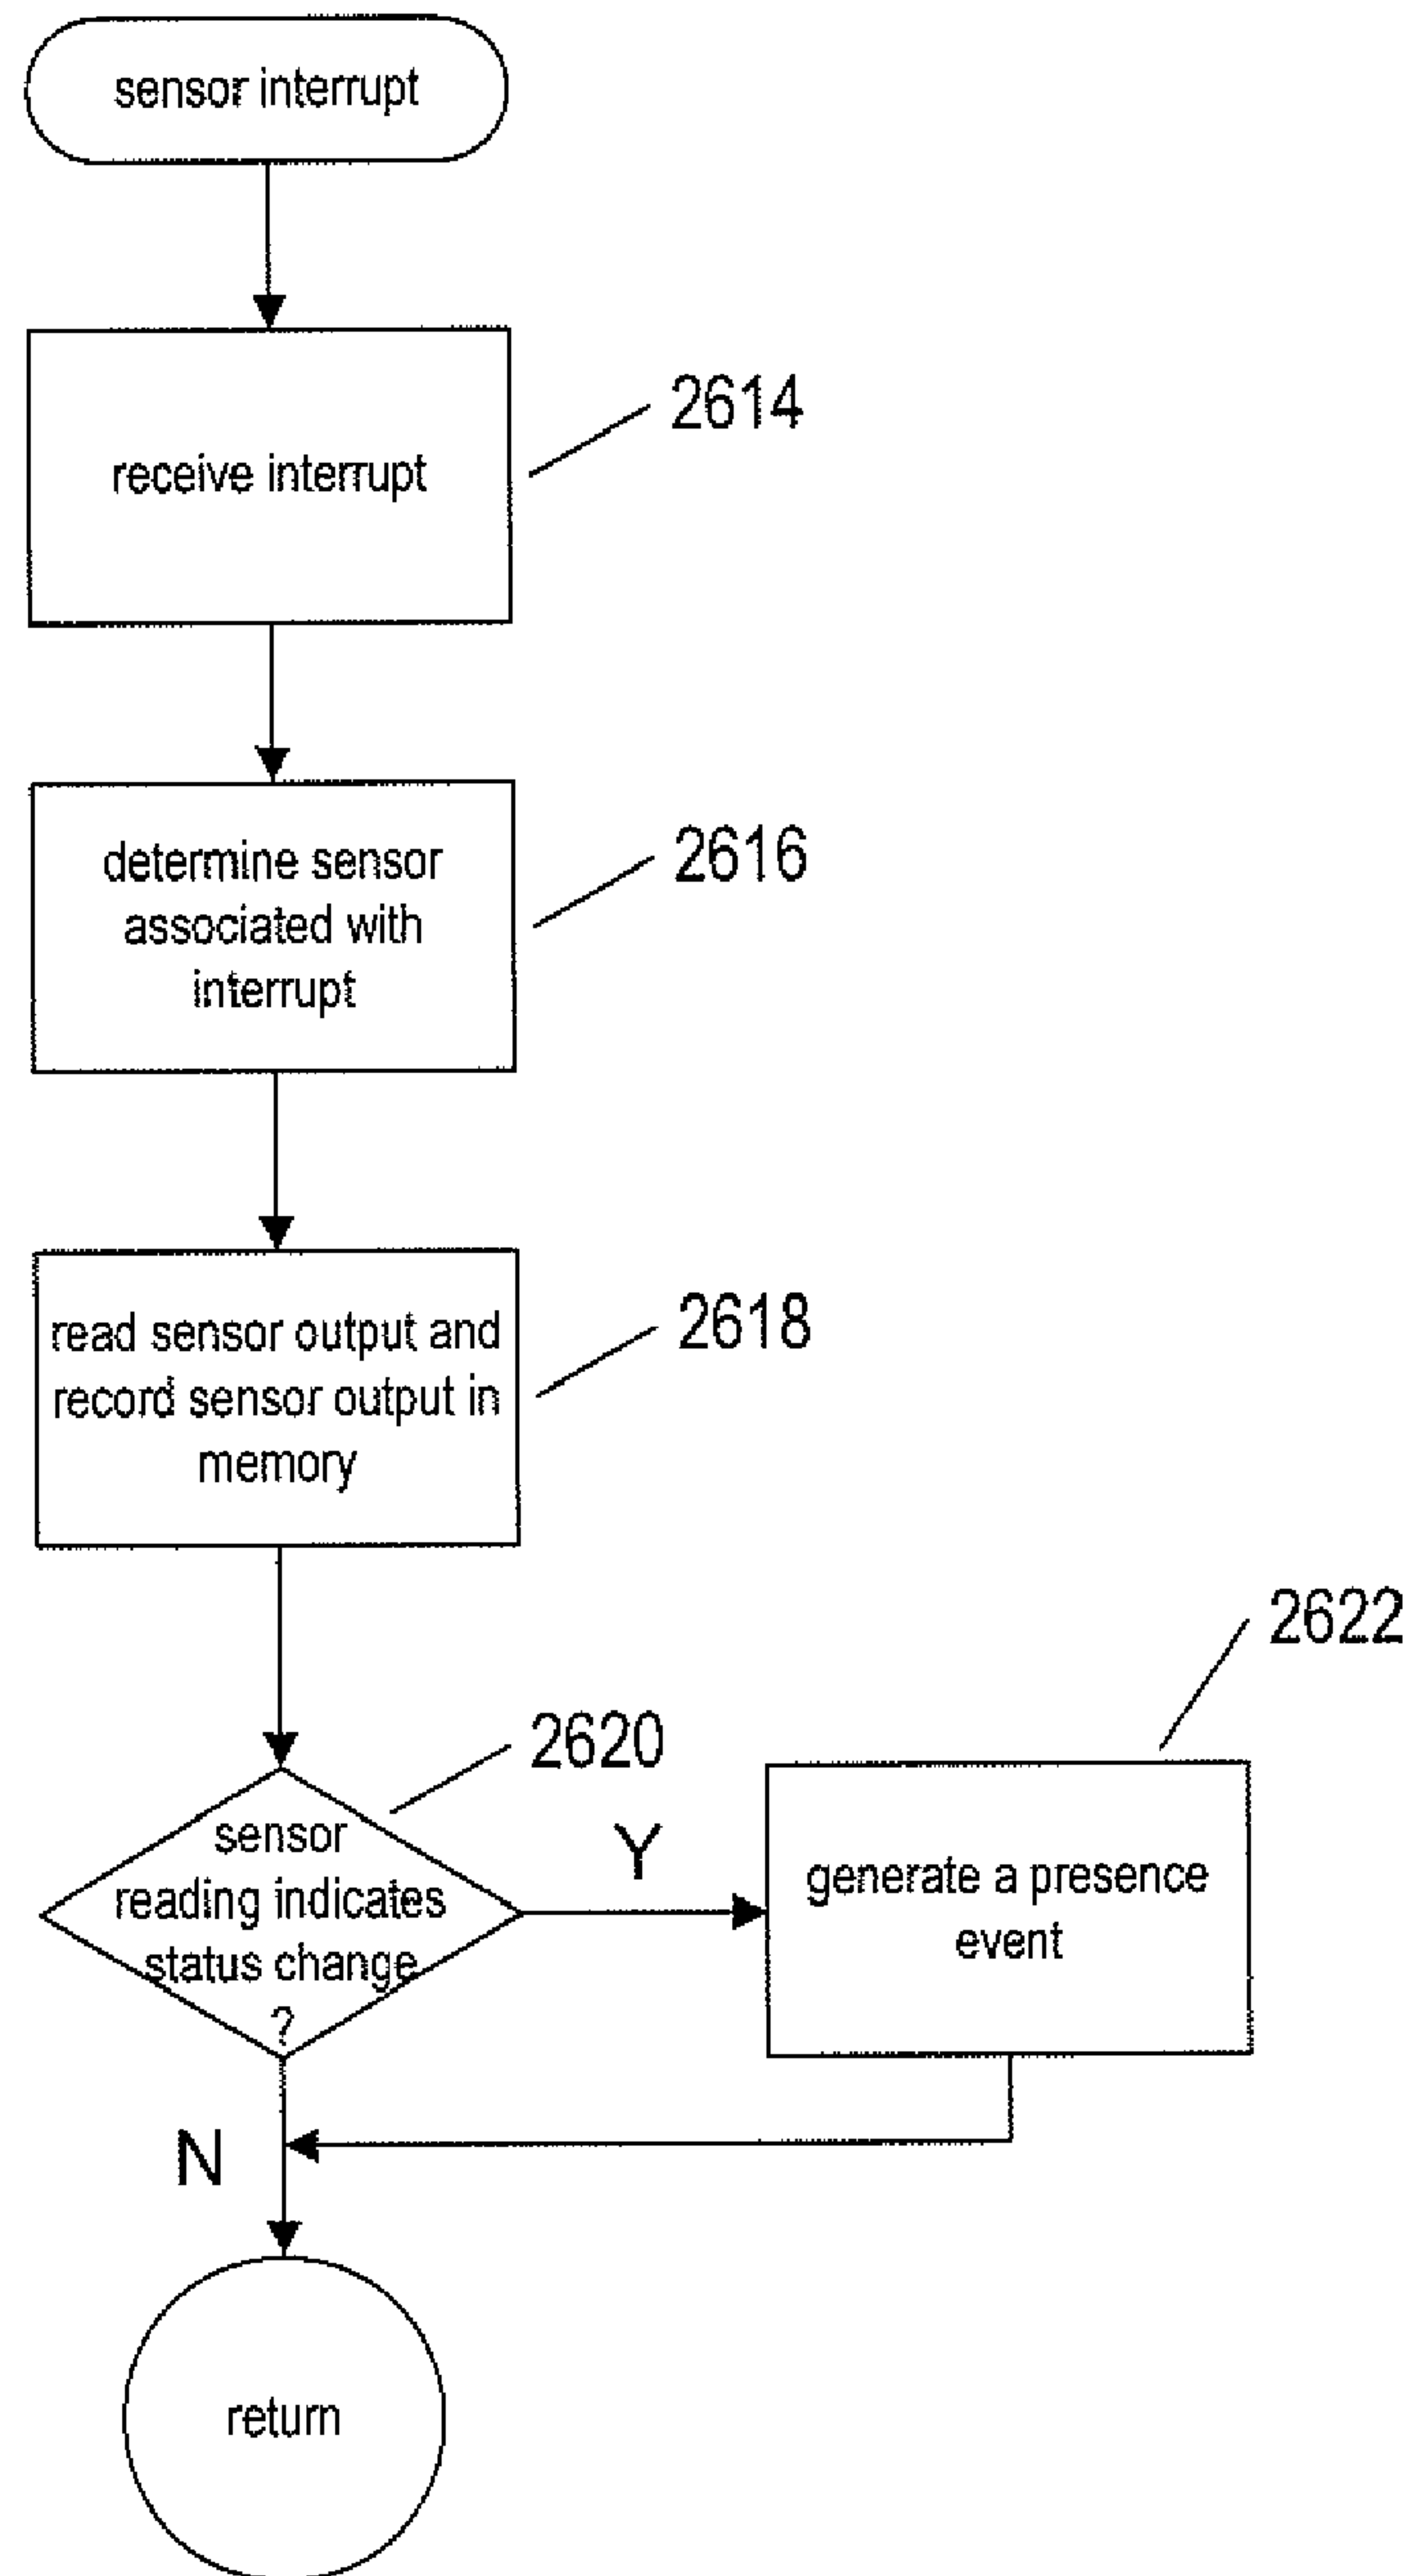 sensor interrupt
receive interrupt
2614
determine sensor
associated with
interrupt
2616
read sensor output and
record sensor output in
memory
2618
sensor
reading indicates
status change
?
2620
Y
generate a presence
event
2622
N
return